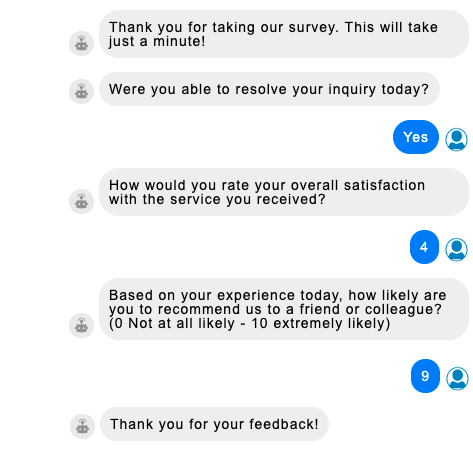 Thank you for taking our survey. This will take
just a minute!
Were you able to resolve your inquiry today?
Yes
How would you rate your overall satisfaction
with the service you received?
4
Based on your experience today, how likely are
you to recommend us to a friend or colleague?
(0 Not at all likely - 10 extremely likely)
9
Thank you for your feedback!